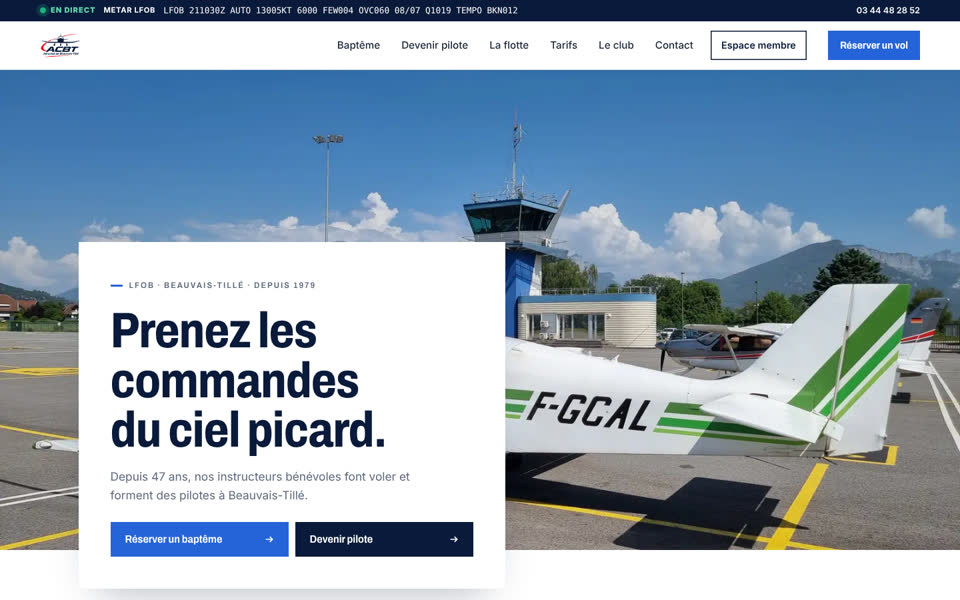 EN DIRECT METAR LFOB LFOB 211030Z AUTO 13005KT 6000 FEW004 OVC060 08/07 Q1019 TEMPO BKN012 03 44 48 28 52
ACBT
Baptême Devenir pilote La flotte Tarifs Le club Contact Espace membre Réserver un vol
LFOB · BEAUVAIS-TILLÉ · DEPUIS 1979
Prenez les
commandes
du ciel picard.
F-GCAL
Depuis 47 ans, nos instructeurs bénévoles font voler et
forment des pilotes à Beauvais-Tillé.
Réserver un baptême →
Devenir pilote →